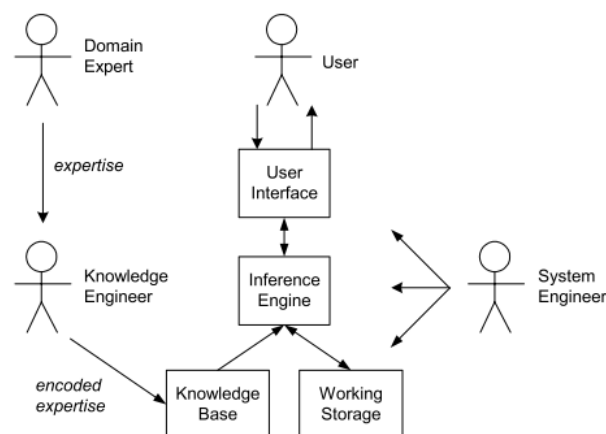 Domain
Expert
User
expertise
User
Interface
Knowledge
Engineer
Inference
Engine
System
Engineer
encoded
expertise
Knowledge
Base
Working
Storage